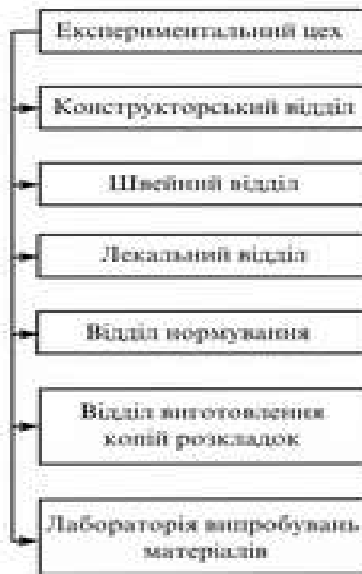 Експериментальний цех
Конструкторський відділ
Швейний відділ
Лекальний відділ
Відділ нормування
Відділ виготовлення
копій розкладок
Лабораторія випробувань
матеріалів